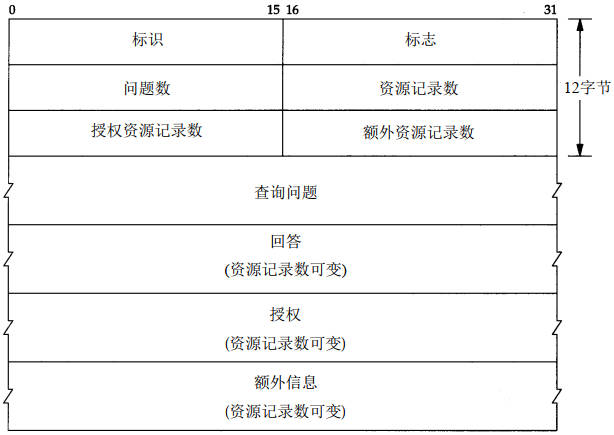 0 15 16 31
标识 标志
问题数 资源记录数 12字节
授权资源记录数 额外资源记录数
查询问题
回答
(资源记录数可变)
授权
(资源记录数可变)
额外信息
(资源记录数可变)